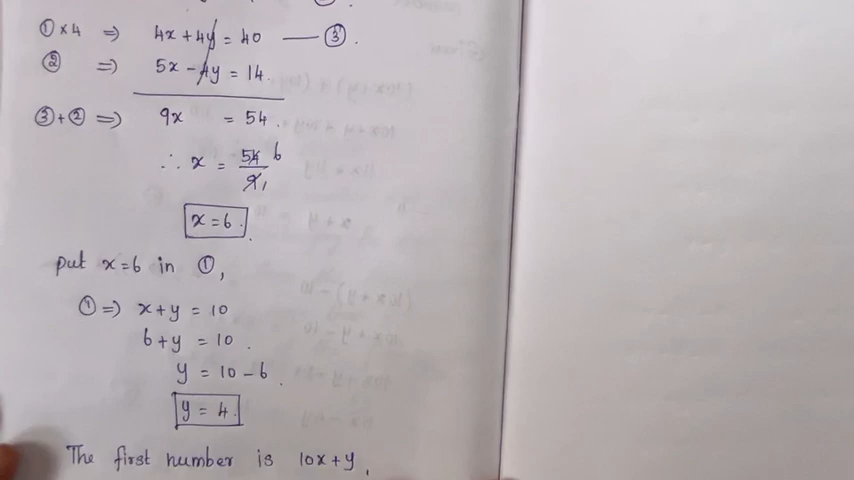 ① × 4 ⇒ 4x + 4y = 40 —— ③.
② ⇒ 5x - 4y = 14.
③ + ② ⇒ 9x = 54.
∴ x = 54/9 6 1
x = 6.
put x = 6 in ①,
① ⇒ x + y = 10
6 + y = 10.
y = 10 - 6.
y = 4.
The first number is 10x + y,